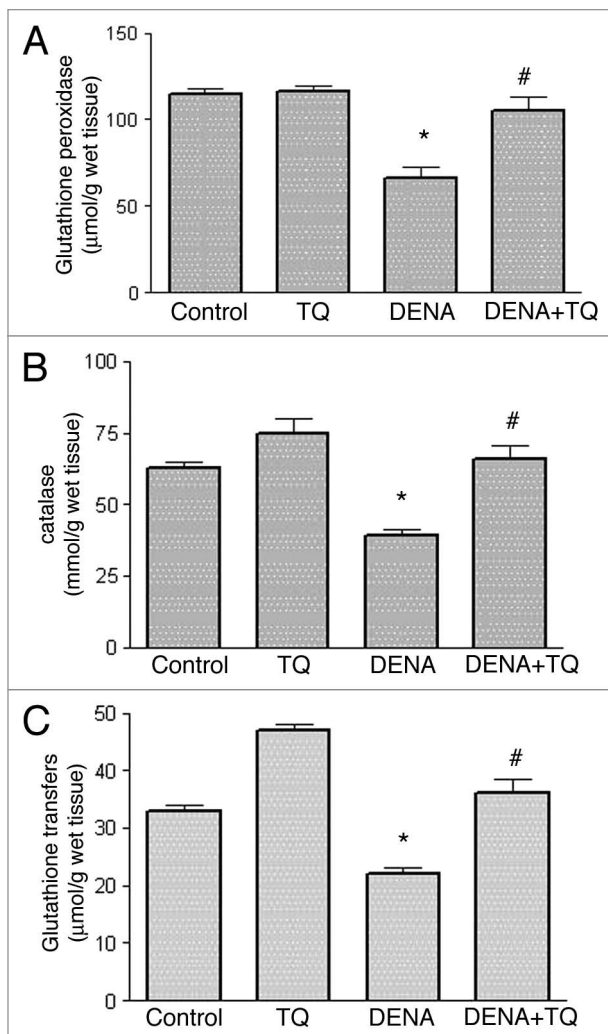 A
Glutathione peroxidase
(µmol/g wet tissue)
150
100
50
0
*
#
Control TQ DENA DENA+TQ
B
catalase
(mmol/g wet tissue)
100
75
50
25
0
*
#
Control TQ DENA DENA+TQ
C
Glutathione transfers
(µmol/g wet tissue)
50
40
30
20
10
0
*
#
Control TQ DENA DENA+TQ